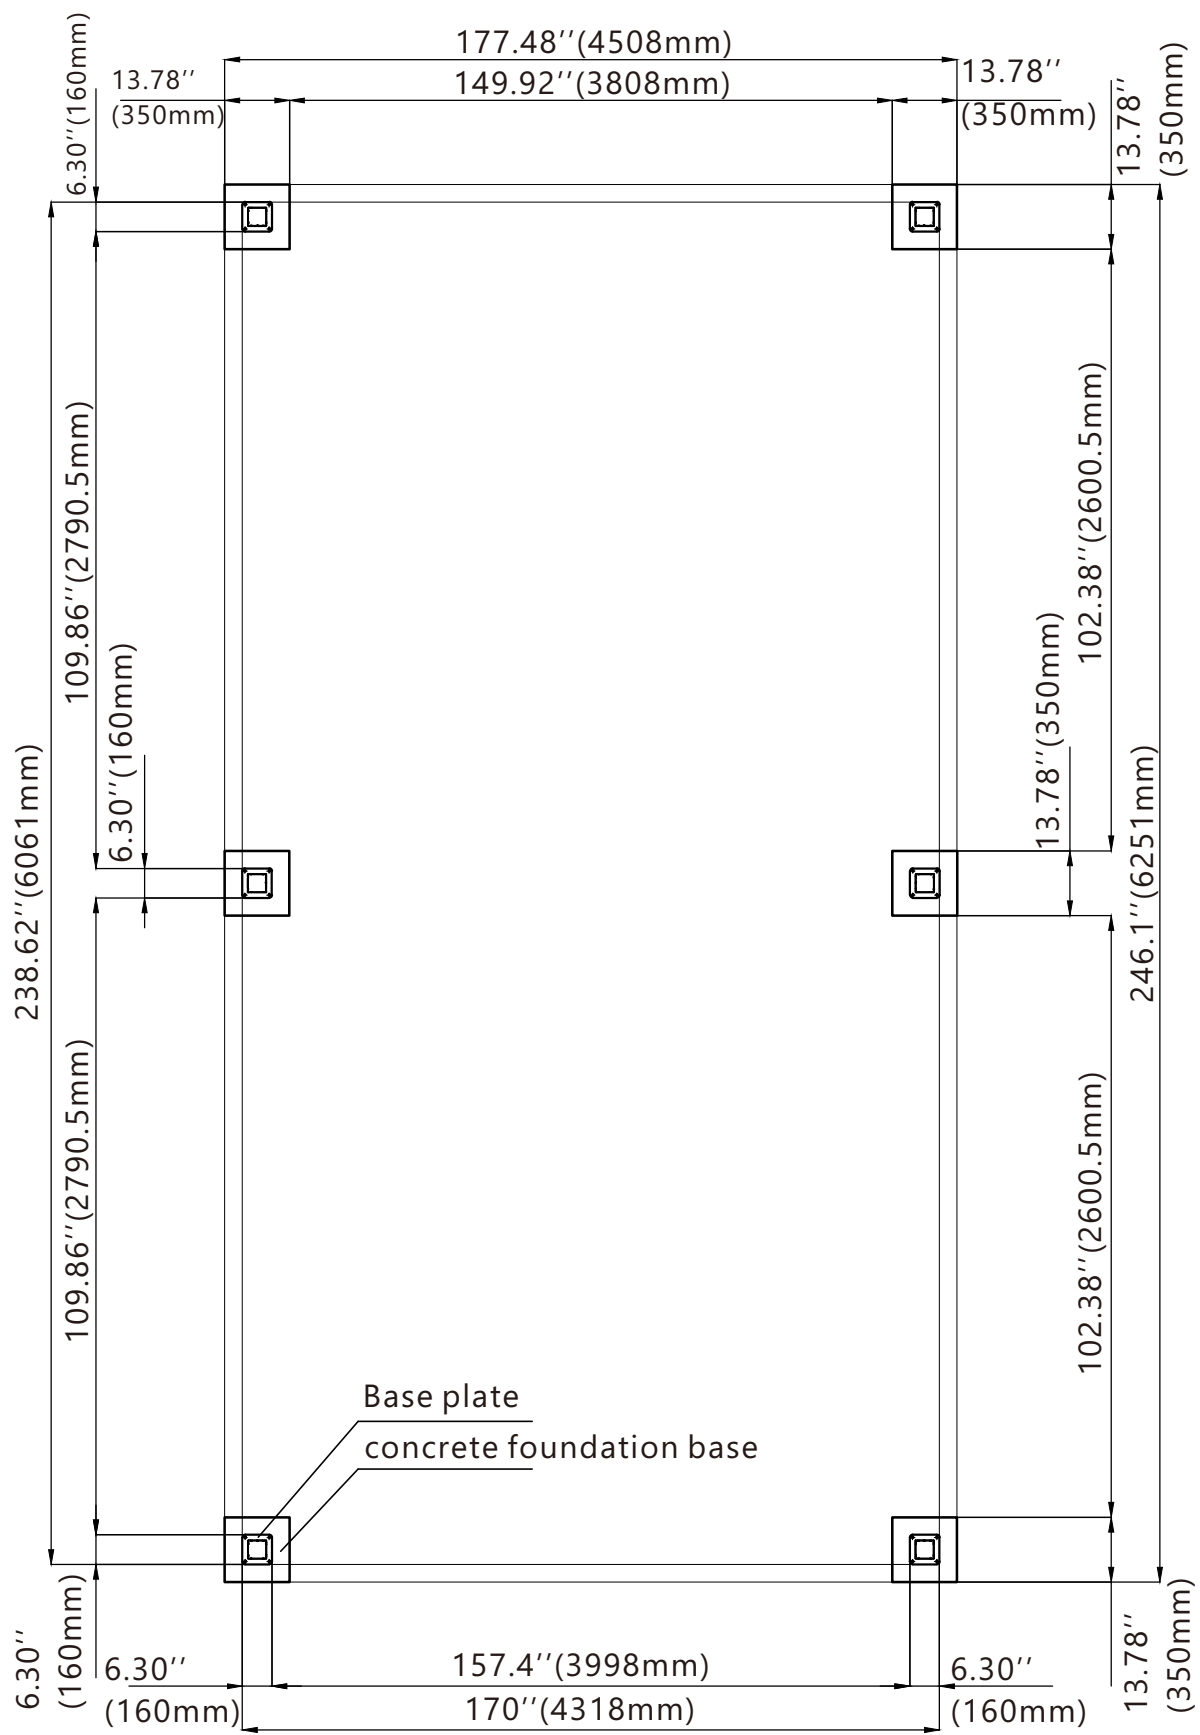 177.48''(4508mm)
13.78''
(350mm)
149.92''(3808mm)
13.78''
(350mm)
6.30''(160mm)
13.78''
(350mm)
109.86''(2790.5mm)
102.38''(2600.5mm)
6.30''(160mm)
13.78''(350mm)
238.62''(6061mm)
246.1''(6251mm)
109.86''(2790.5mm)
102.38''(2600.5mm)
Base plate
concrete foundation base
6.30''
(160mm)
6.30''
(160mm)
157.4''(3998mm)
170''(4318mm)
6.30''
(160mm)
13.78''
(350mm)